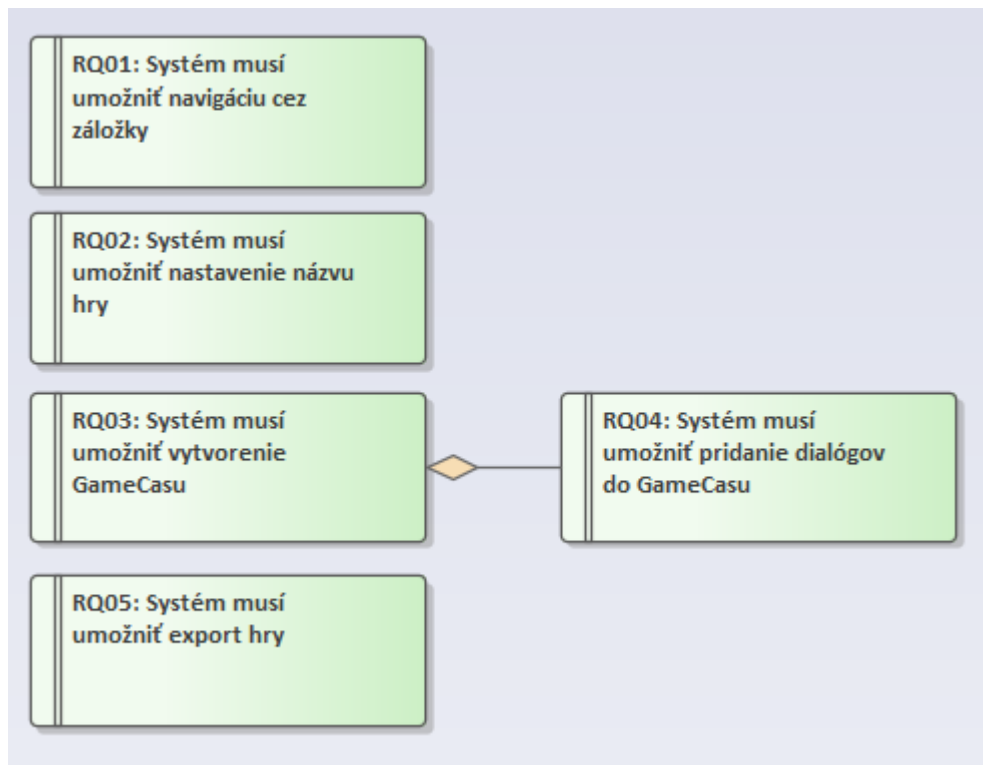 RQ01: Systém musí
umožniť navigáciu cez
záložky
RQ02: Systém musí
umožniť nastavenie názvu
hry
RQ03: Systém musí
umožniť vytvorenie
GameCasu
RQ04: Systém musí
umožniť pridanie dialógov
do GameCasu
RQ05: Systém musí
umožniť export hry